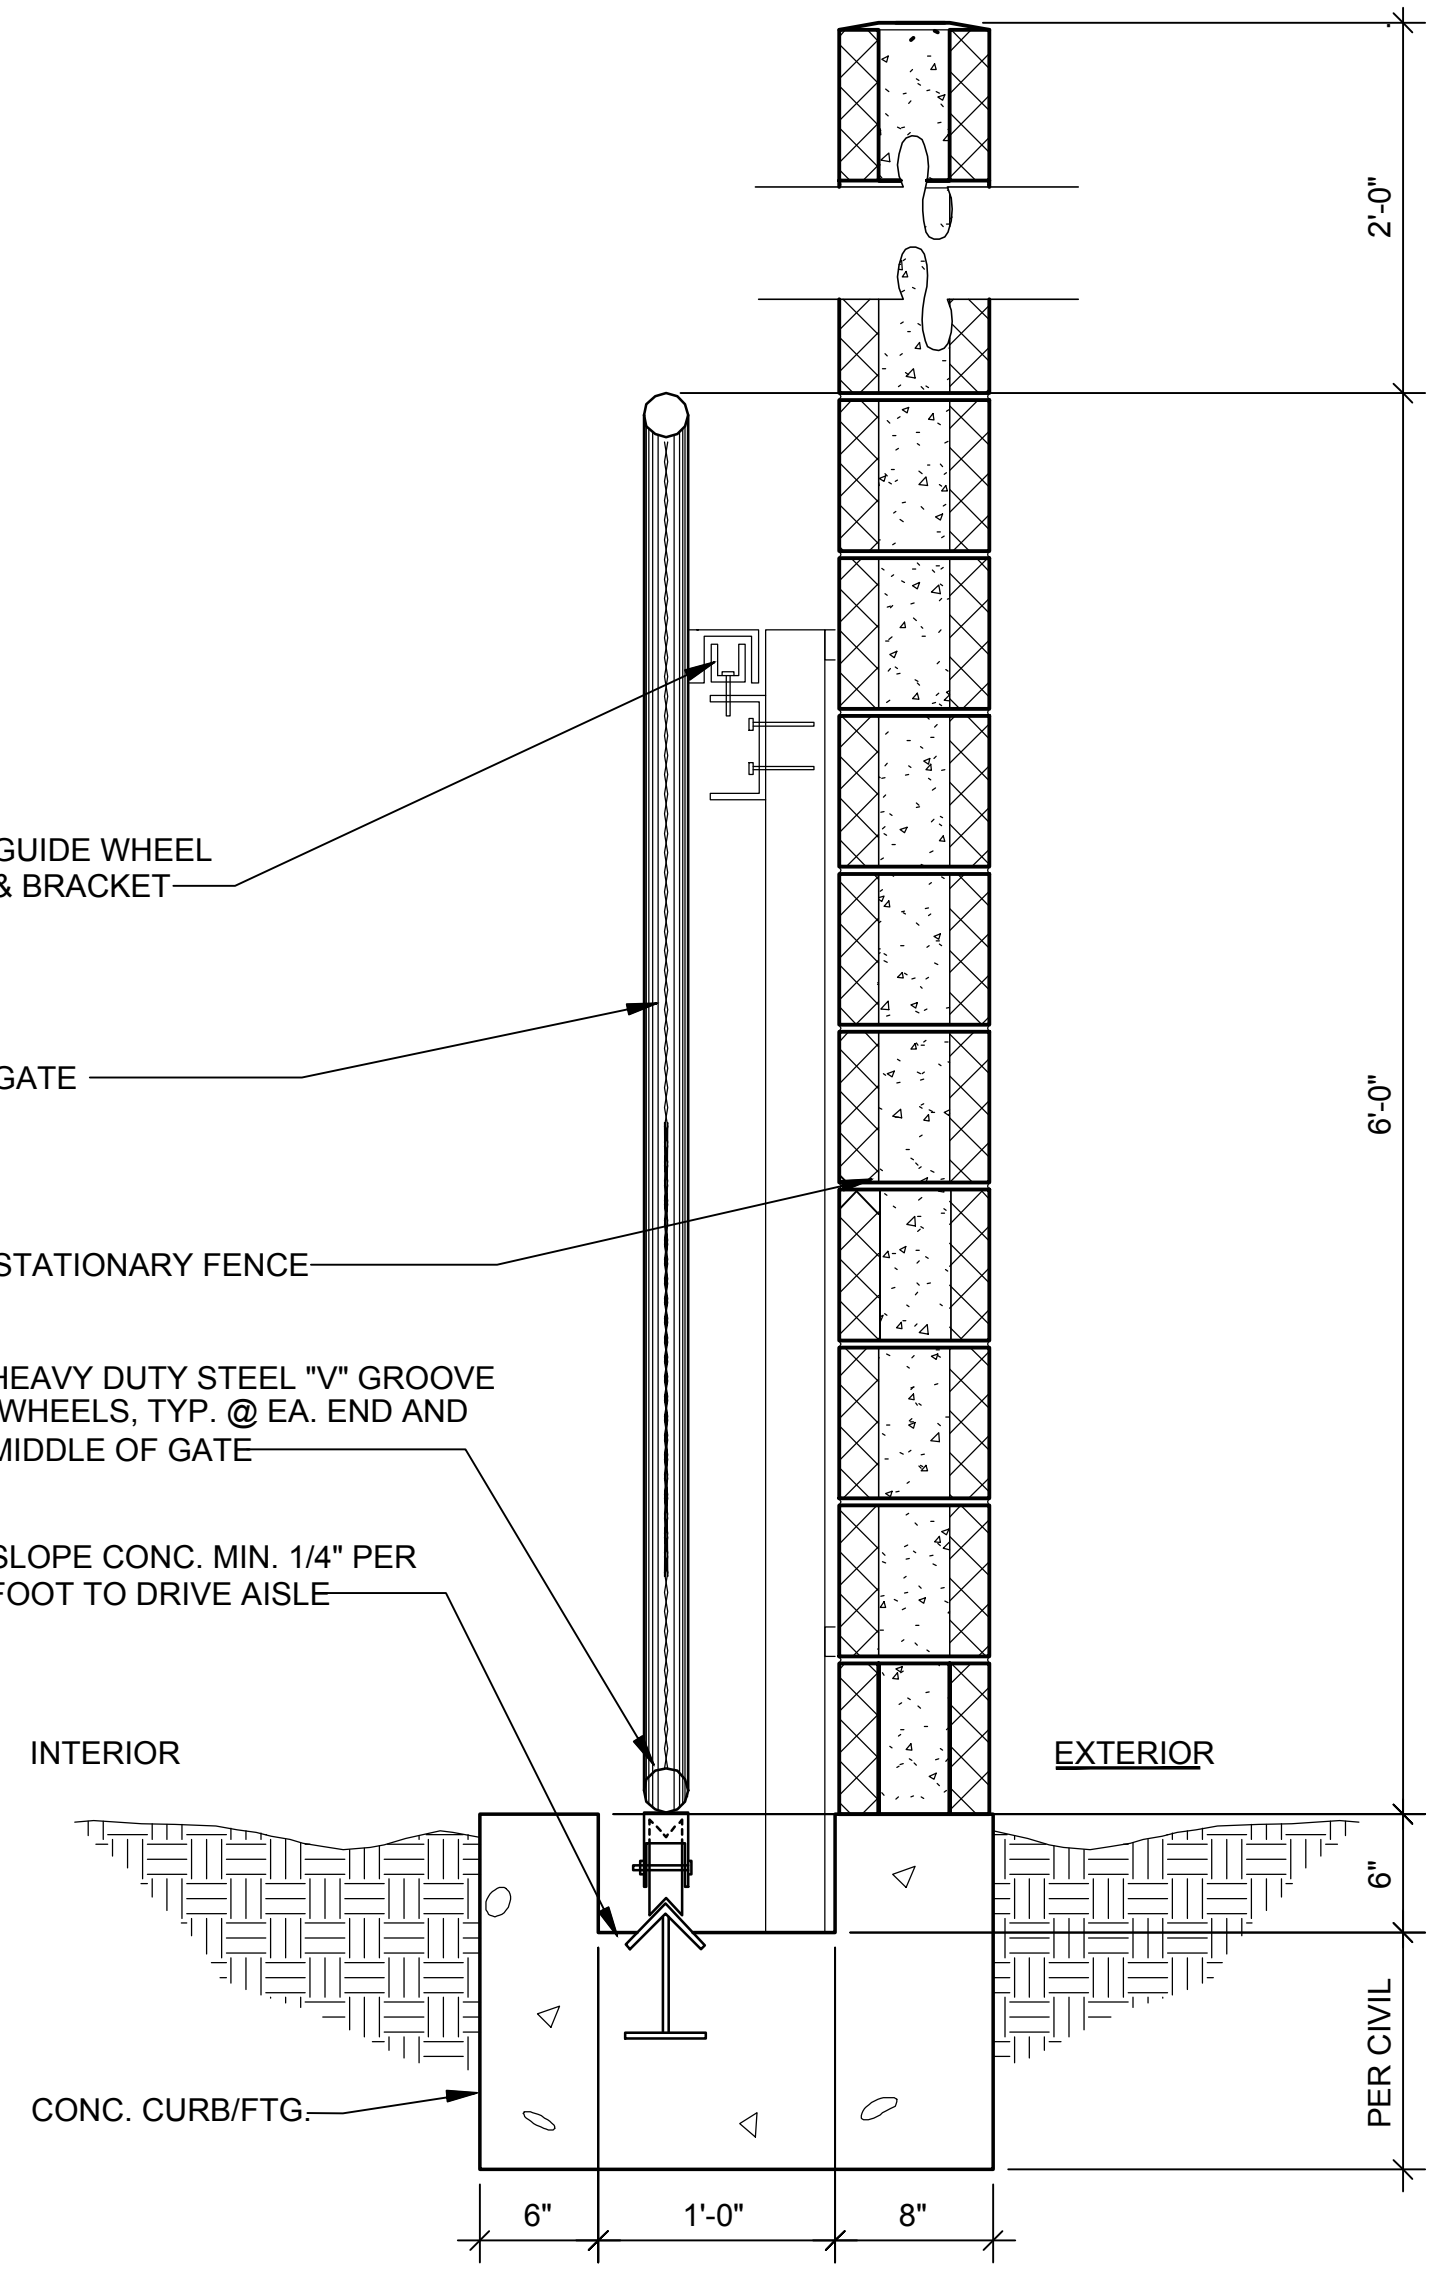 2'-0"
GUIDE WHEEL
& BRACKET
GATE
6'-0"
STATIONARY FENCE
HEAVY DUTY STEEL "V" GROOVE
WHEELS, TYP. @ EA. END AND
MIDDLE OF GATE
SLOPE CONC. MIN. 1/4" PER
FOOT TO DRIVE AISLE
INTERIOR
EXTERIOR
6"
PER CIVIL
CONC. CURB/FTG.
6"
1'-0"
8"